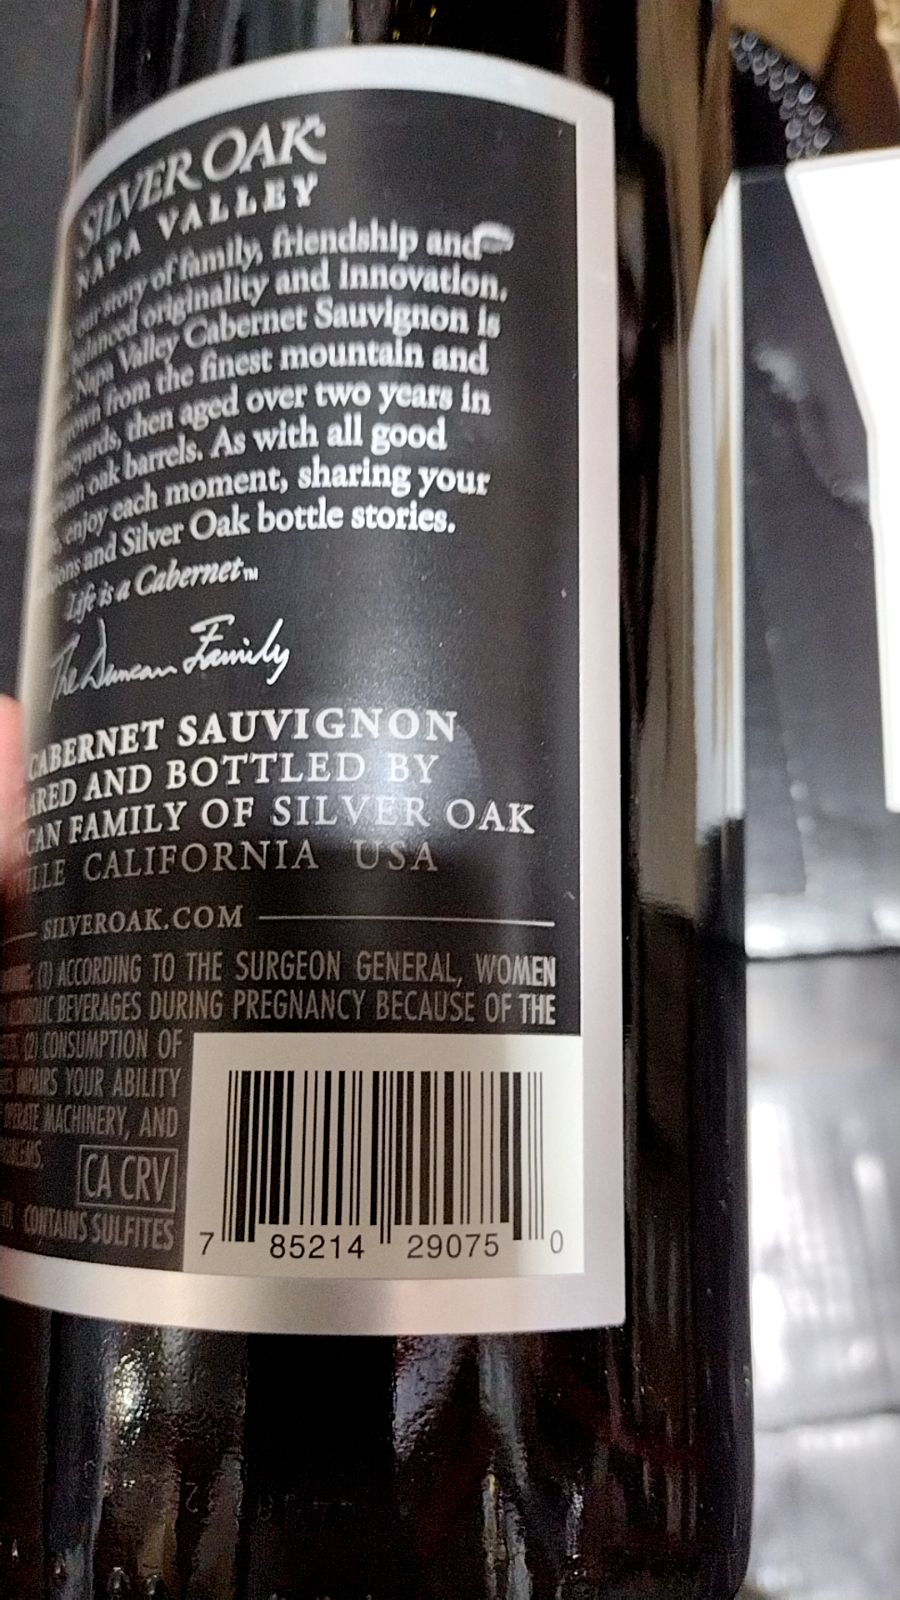 SILVER OAK
NAPA VALLEY
our story of family, friendship and
balanced originality and innovation.
Napa Valley Cabernet Sauvignon is
grown from the finest mountain and
then aged over two years in
oak barrels. As with all good
enjoy each moment, sharing your
and Silver Oak bottle stories.
Life is a Cabernet™
The Duncan Family
CABERNET SAUVIGNON
AND BOTTLED BY
FAMILY OF SILVER OAK
CALIFORNIA USA
SILVEROAK.COM
(1) ACCORDING TO THE SURGEON GENERAL, WOMEN
BEVERAGES DURING PREGNANCY BECAUSE OF THE
(2) CONSUMPTION OF
IMPAIRS YOUR ABILITY
OPERATE MACHINERY, AND
CA CRV
CONTAINS SULFITES
7 85214 29075 0